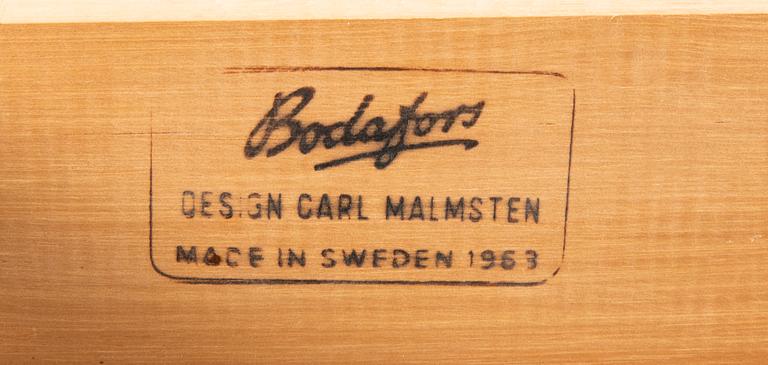 Bodafors
DESIGN CARL MALMSTEN
MADE IN SWEDEN 1963